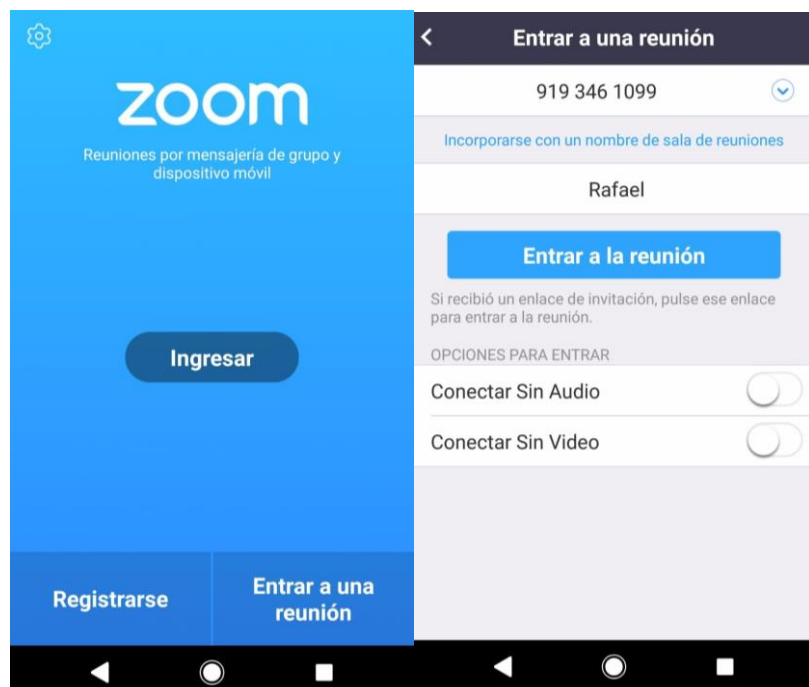 zoom
Reuniones por mensajería de grupo y
dispositivo móvil
Ingresar
Registrarse
Entrar a una
reunión
Entrar a una reunión
919 346 1099
Incorporarse con un nombre de sala de reuniones
Rafael
Entrar a la reunión
Si recibió un enlace de invitación, pulse ese enlace
para entrar a la reunión.
OPCIONES PARA ENTRAR
Conectar Sin Audio
Conectar Sin Video